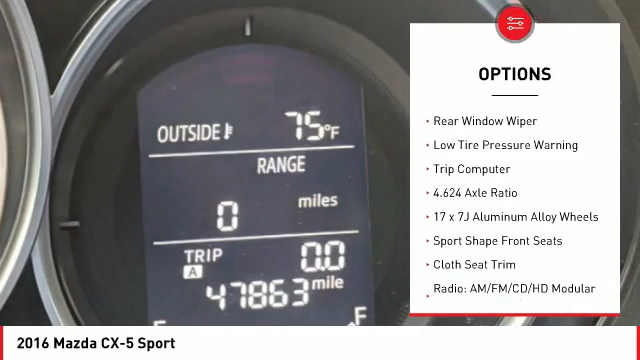 OUTSIDE 75°F
RANGE
0 miles
TRIP A 0.0
47863 mile
F F
OPTIONS
Rear Window Wiper
Low Tire Pressure Warning
Trip Computer
4.624 Axle Ratio
17 x 7J Aluminum Alloy Wheels
Sport Shape Front Seats
Cloth Seat Trim
Radio: AM/FM/CD/HD Modular
2016 Mazda CX-5 Sport